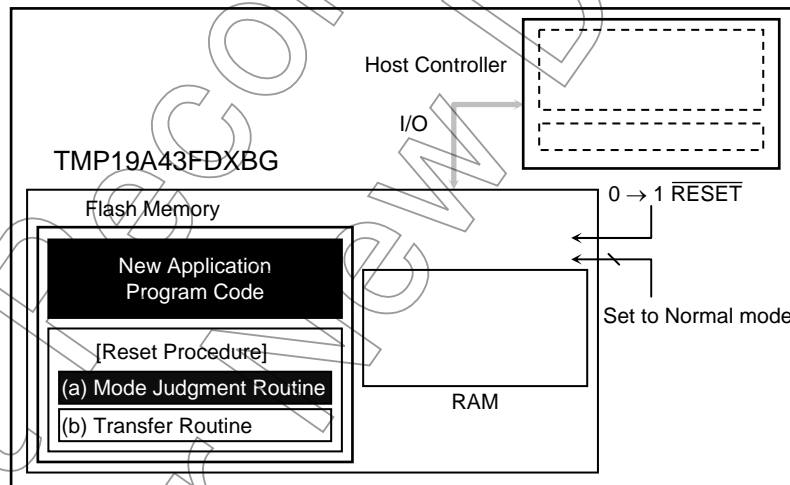 Host Controller
I/O
TMP19A43FDXBG
0 → 1 RESET
Flash Memory
New Application
Program Code
Set to Normal mode
[Reset Procedure]
(a) Mode Judgment Routine
(b) Transfer Routine
RAM